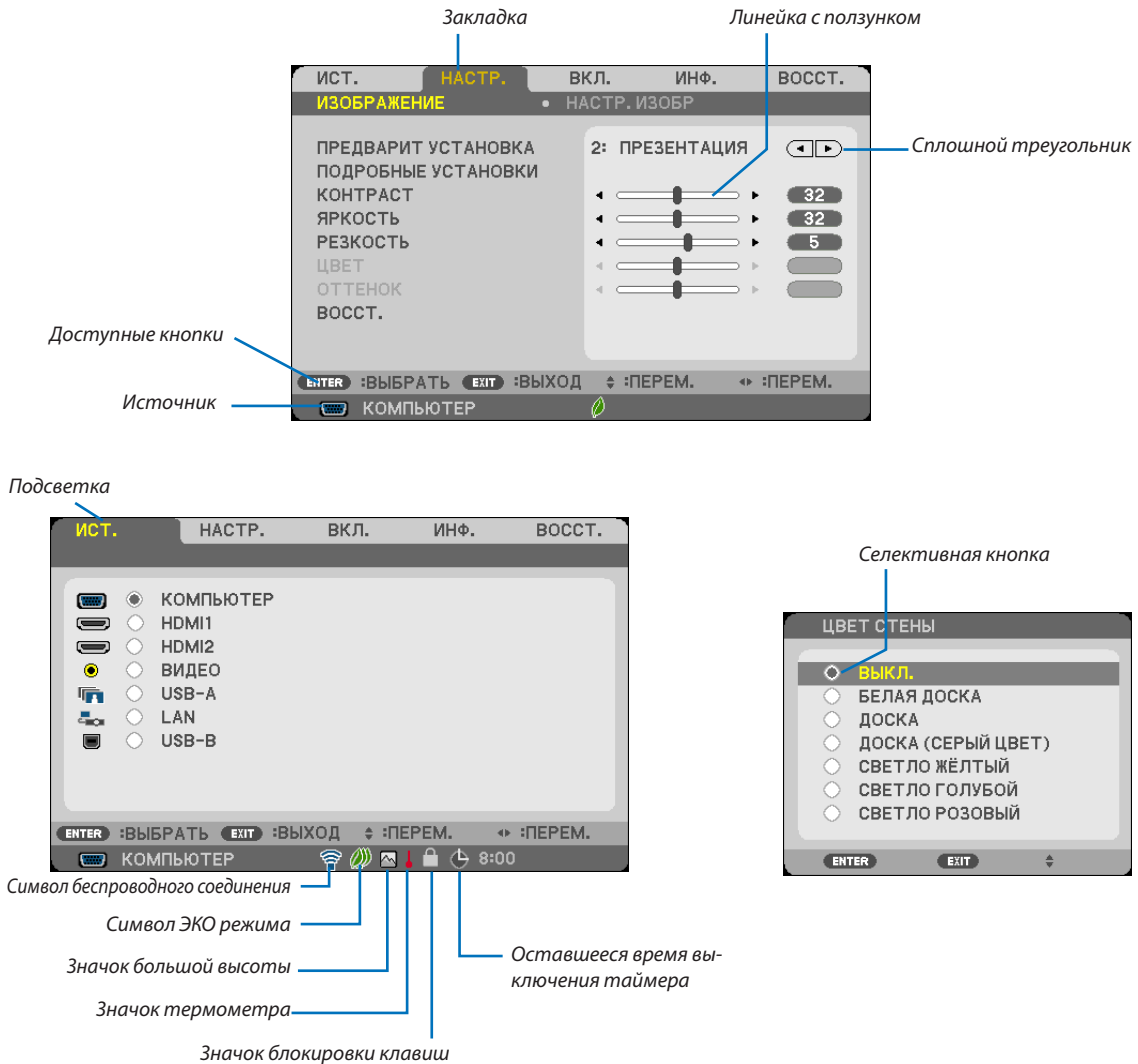 Закладка
Линейка с ползунком
ИСТ. НАСТР. ВКЛ. ИНФ. ВОССТ.
ИЗОБРАЖЕНИЕ • НАСТР. ИЗОБР
ПРЕДВАРИТ УСТАНОВКА 2: ПРЕЗЕНТАЦИЯ
Сплошной треугольник
ПОДРОБНЫЕ УСТАНОВКИ
КОНТРАСТ 32
ЯРКОСТЬ 32
РЕЗКОСТЬ 5
ЦВЕТ
ОТТЕНОК
ВОССТ.
Доступные кнопки
ENTER :ВЫБРАТЬ EXIT :ВЫХОД :ПЕРЕМ. :ПЕРЕМ.
Источник
КОМПЬЮТЕР
Подсветка
ИСТ. НАСТР. ВКЛ. ИНФ. ВОССТ.
КОМПЬЮТЕР
HDMI1
HDMI2
ВИДЕО
USB-A
LAN
USB-B
ENTER :ВЫБРАТЬ EXIT :ВЫХОД :ПЕРЕМ. :ПЕРЕМ.
КОМПЬЮТЕР 8:00
Символ беспроводного соединения
Символ ЭКО режима
Значок большой высоты
Значок термометра
Значок блокировки клавиш
Оставшееся время вы-
ключения таймера
Селективная кнопка
ЦВЕТ СТЕНЫ
ВЫКЛ.
БЕЛАЯ ДОСКА
ДОСКА
ДОСКА (СЕРЫЙ ЦВЕТ)
СВЕТЛО ЖЁЛТЫЙ
СВЕТЛО ГОЛУБОЙ
СВЕТЛО РОЗОВЫЙ
ENTER EXIT